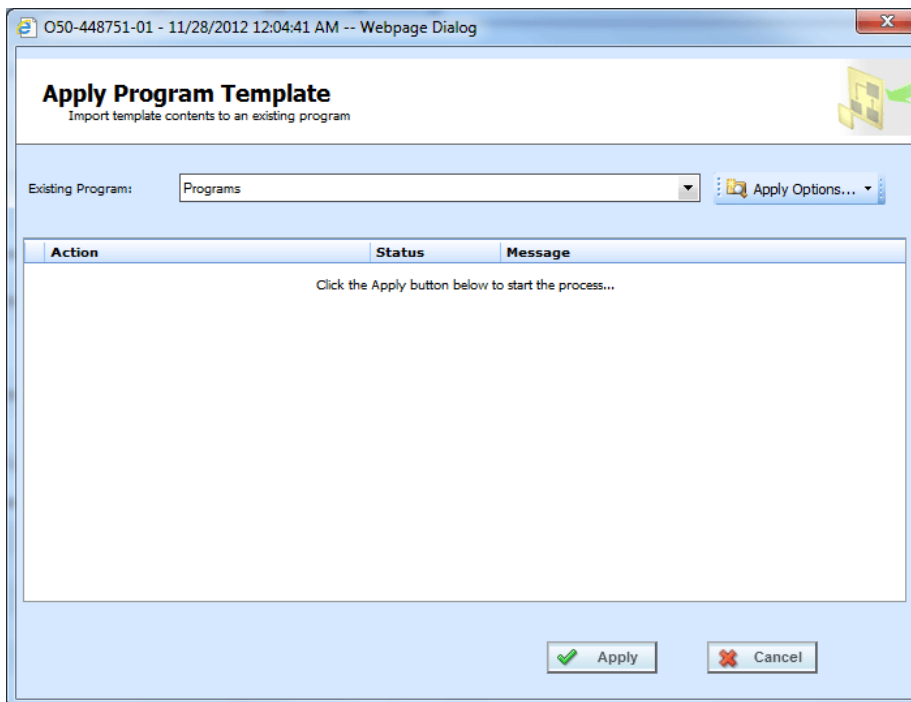 O50-448751-01 - 11/28/2012 12:04:41 AM -- Webpage Dialog
Apply Program Template
Import template contents to an existing program
Existing Program:
Programs
Apply Options...
Action Status Message
Click the Apply button below to start the process...
Apply
Cancel